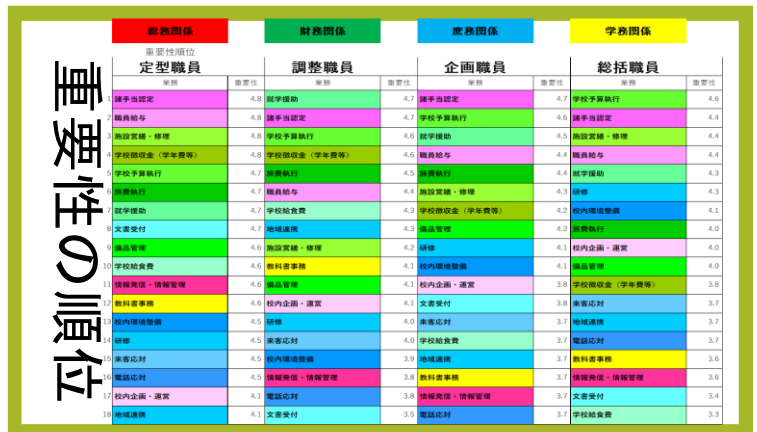 重要性の順位
総務関係 財務関係 庶務関係 学務関係
重要性順位
定型職員 調整職員 企画職員 総括職員
業務 重要性 業務 重要性 業務 重要性 業務 重要性
1 諸手当認定 4.8 就学援助 4.7 諸手当認定 4.7 学校予算執行 4.6
2 職員給与 4.8 諸手当認定 4.7 学校予算執行 4.6 諸手当認定 4.4
3 施設営繕・修理 4.8 学校予算執行 4.6 就学援助 4.5 施設営繕・修理 4.4
4 学校徴収金（学年費等） 4.8 学校徴収金（学年費等） 4.6 職員給与 4.4 職員給与 4.4
5 学校予算執行 4.7 旅費執行 4.5 旅費執行 4.4 就学援助 4.3
6 旅費執行 4.7 職員給与 4.4 施設営繕・修理 4.3 研修 4.3
7 就学援助 4.7 学校給食費 4.3 学校徴収金（学年費等） 4.2 校内環境整備 4.1
8 文書受付 4.7 地域連携 4.3 備品管理 4.2 旅費執行 4.0
9 備品管理 4.6 施設営繕・修理 4.2 研修 4.1 校内企画・運営 4.0
10 学校給食費 4.6 教科書事務 4.1 校内環境整備 4.1 備品管理 4.0
11 情報発信・情報管理 4.6 備品管理 4.1 校内企画・運営 3.8 学校徴収金（学年費等） 3.8
12 教科書事務 4.6 校内企画・運営 4.1 文書受付 3.8 来客応対 3.7
13 校内環境整備 4.5 研修 4.0 来客応対 3.7 地域連携 3.7
14 研修 4.5 来客応対 4.0 学校給食費 3.7 電話応対 3.7
15 来客応対 4.5 校内環境整備 3.9 地域連携 3.7 教科書事務 3.6
16 電話応対 4.5 情報発信・情報管理 3.8 教科書事務 3.7 情報発信・情報管理 3.6
17 校内企画・運営 4.1 電話応対 3.8 情報発信・情報管理 3.7 文書受付 3.4
18 地域連携 4.1 文書受付 3.5 電話応対 3.7 学校給食費 3.3